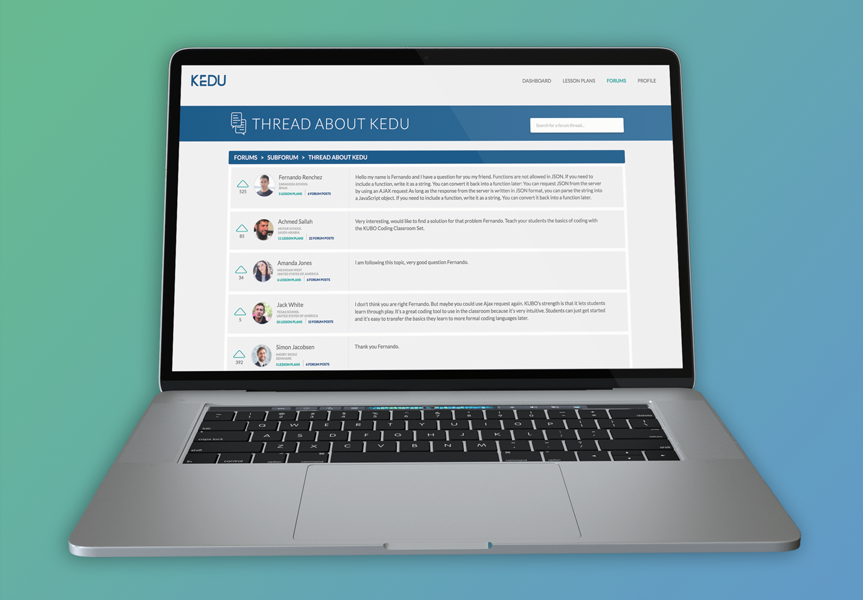 KEDU
DASHBOARD LESSON PLANS FORUMS PROFILE
THREAD ABOUT KEDU
Search for a forum thread...
FORUMS > SUBFORUM > THREAD ABOUT KEDU
Fernando Renchez
525
5 LESSON PLANS | 6 FORUM POSTS
Hello my name is Fernando and I have a question for you my friend. Functions are not allowed in JSON. If you need to
include a function, write it as a string. You can convert it back into a function later: You can request JSON from the server
by using an AJAX request As long as the response from the server is written in JSON format, you can parse the string into
a JavaScript object. If you need to include a function, write it as a string. You can convert it back into a function later.
Achmed Sallah
83
11 LESSON PLANS | 22 FORUM POSTS
Very interesting, would like to find a solution for that problem Fernando. Teach your students the basics of coding with
the KUBO Coding Classroom Set.
Amanda Jones
UNITED STATES OF AMERICA
34
LESSON PLANS | 6 FORUM POSTS
I am following this topic, very good question Fernando.
Jack White
TEXAS SCHOOL
UNITED STATES OF AMERICA
5
LESSON PLANS | 12 FORUM POSTS
I don't think you are right Fernando. But maybe you could use Ajax request again. KUBO's strength is that it lets students
learn through play. It's a great coding tool to use in the classroom because it's very intuitive. Students can just get started
and it's easy to transfer the basics they learn to more formal coding languages later.
Simon Jacobsen
DENMARK
392
LESSON PLANS | 6 FORUM POSTS
Thank you Fernando.
Q W E R T Y U I O P
caps lock A S D F G H J K L
Z X C V B N M
control